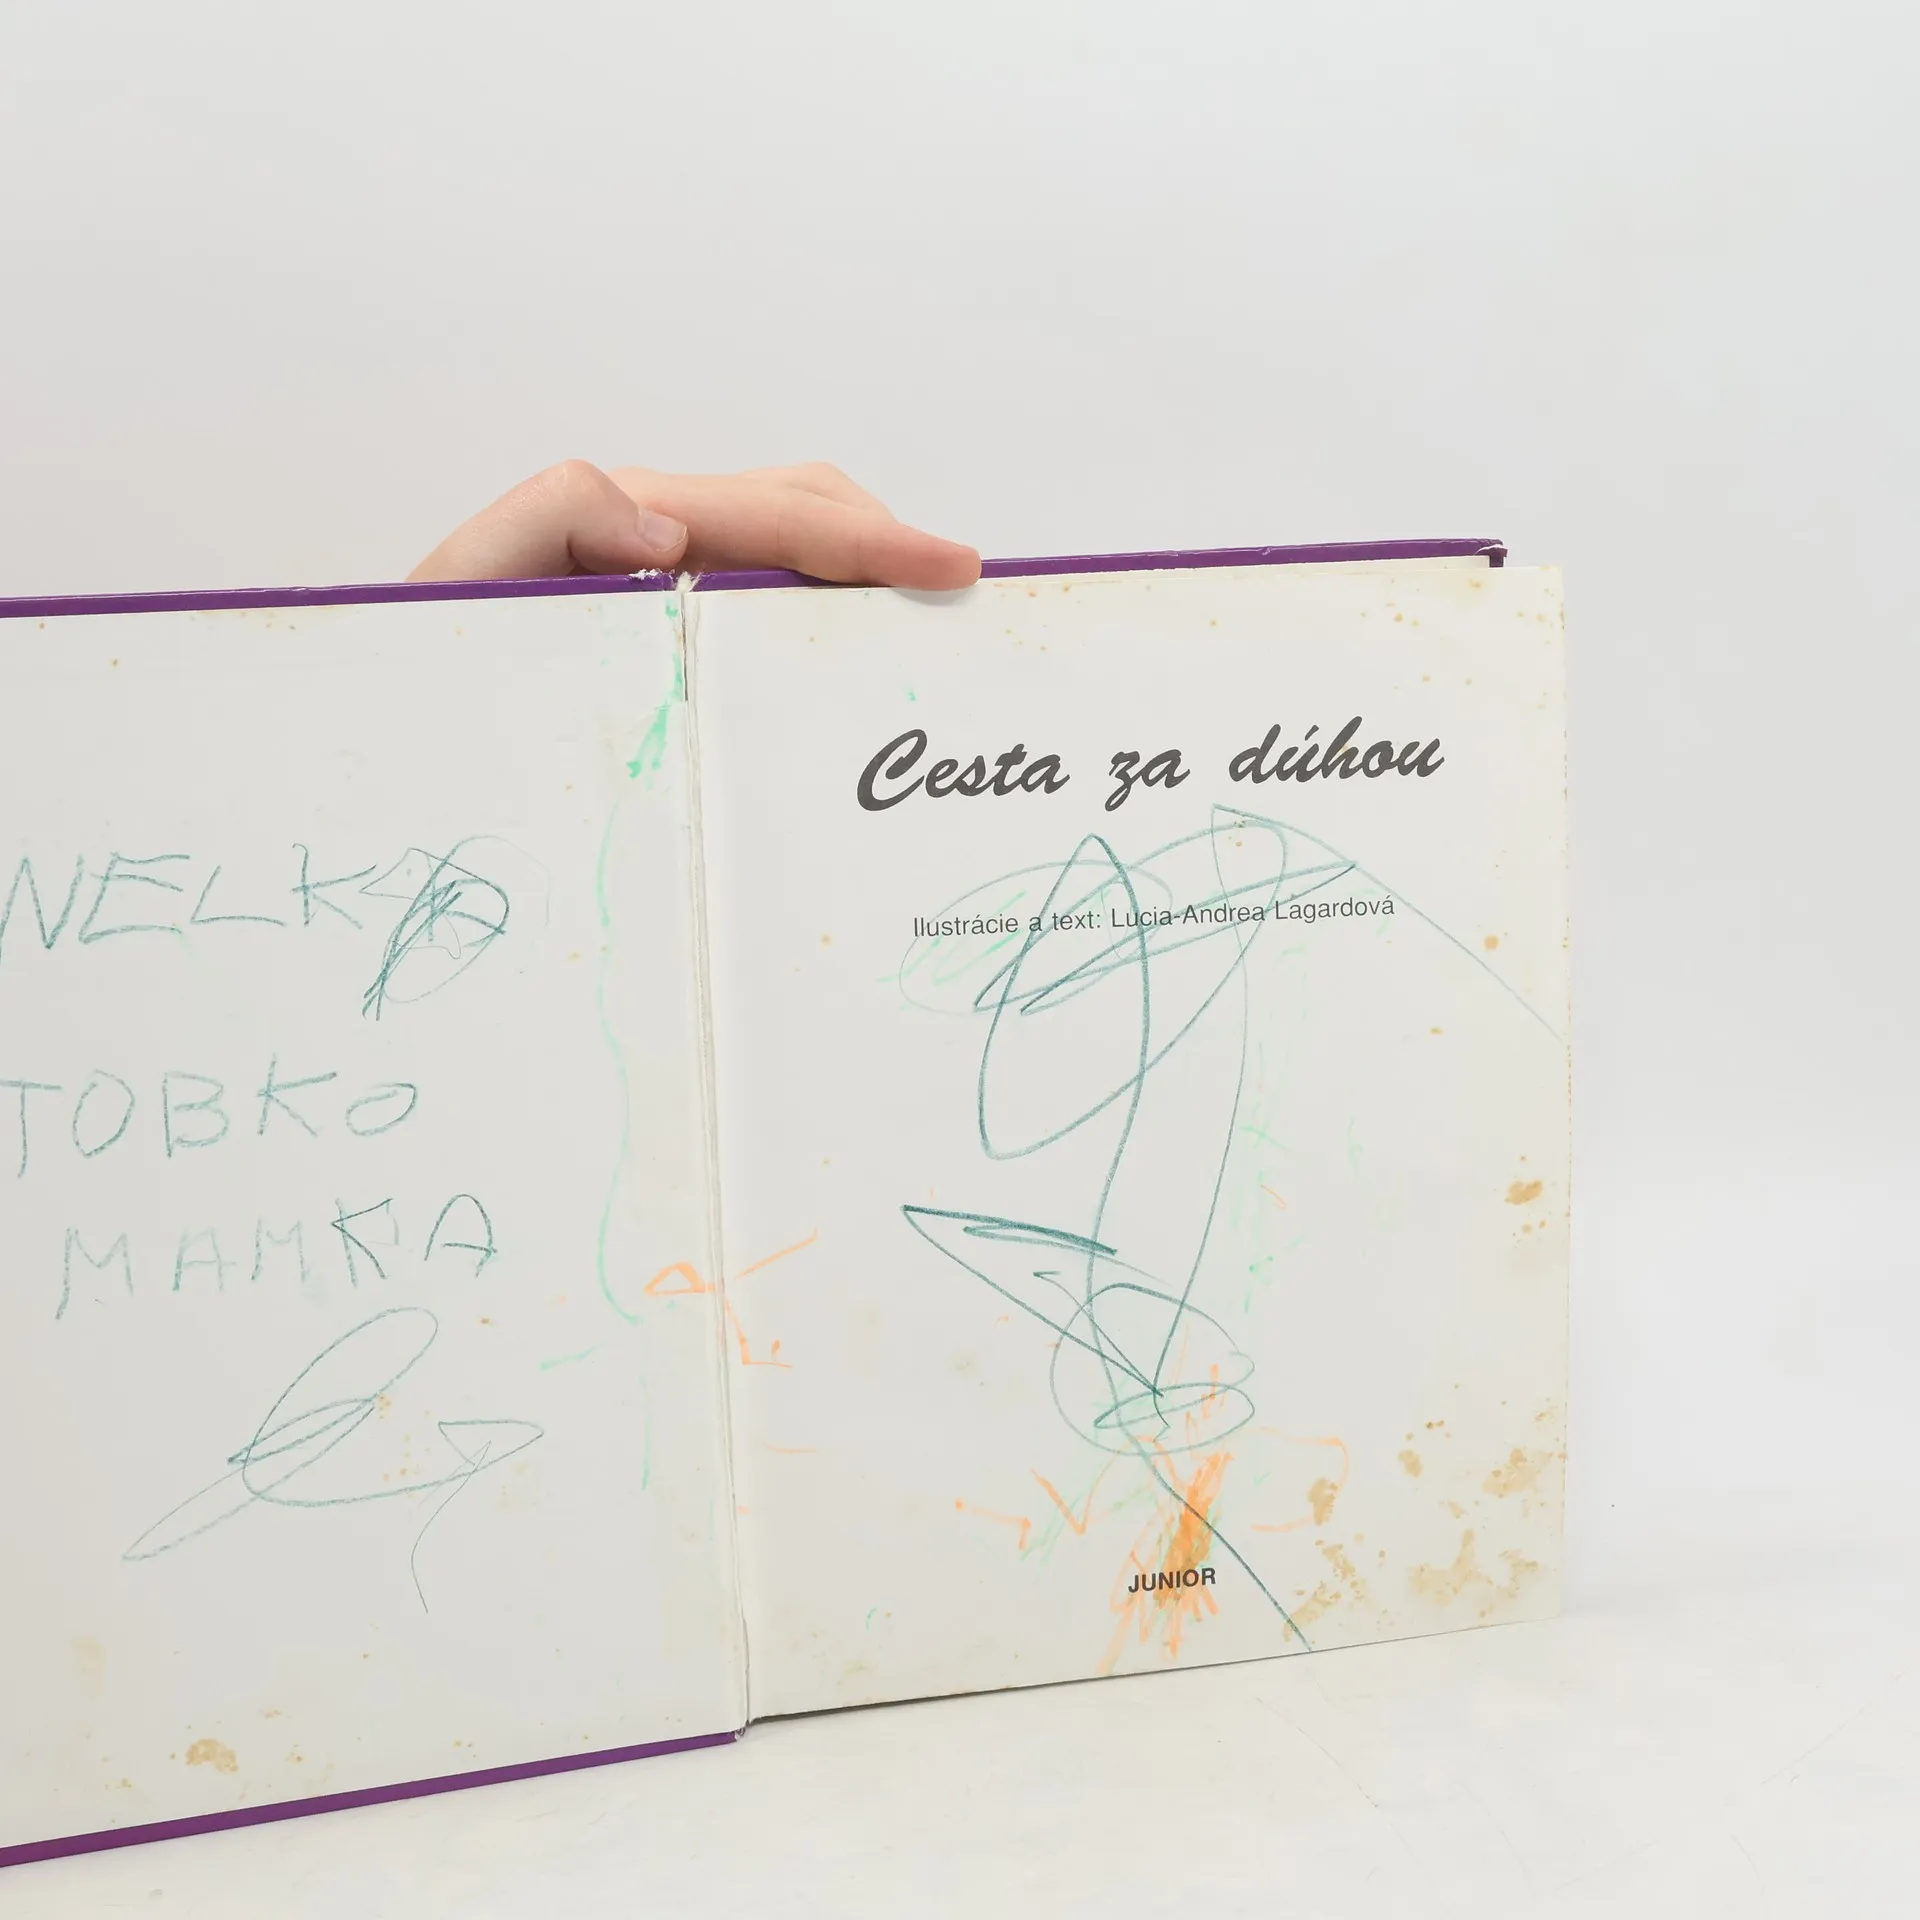 NELKA
TOBKO
MAMKA
Cesta za dúhou
Ilustrácie a text: Lucia-Andrea Lagardová
JUNIOR